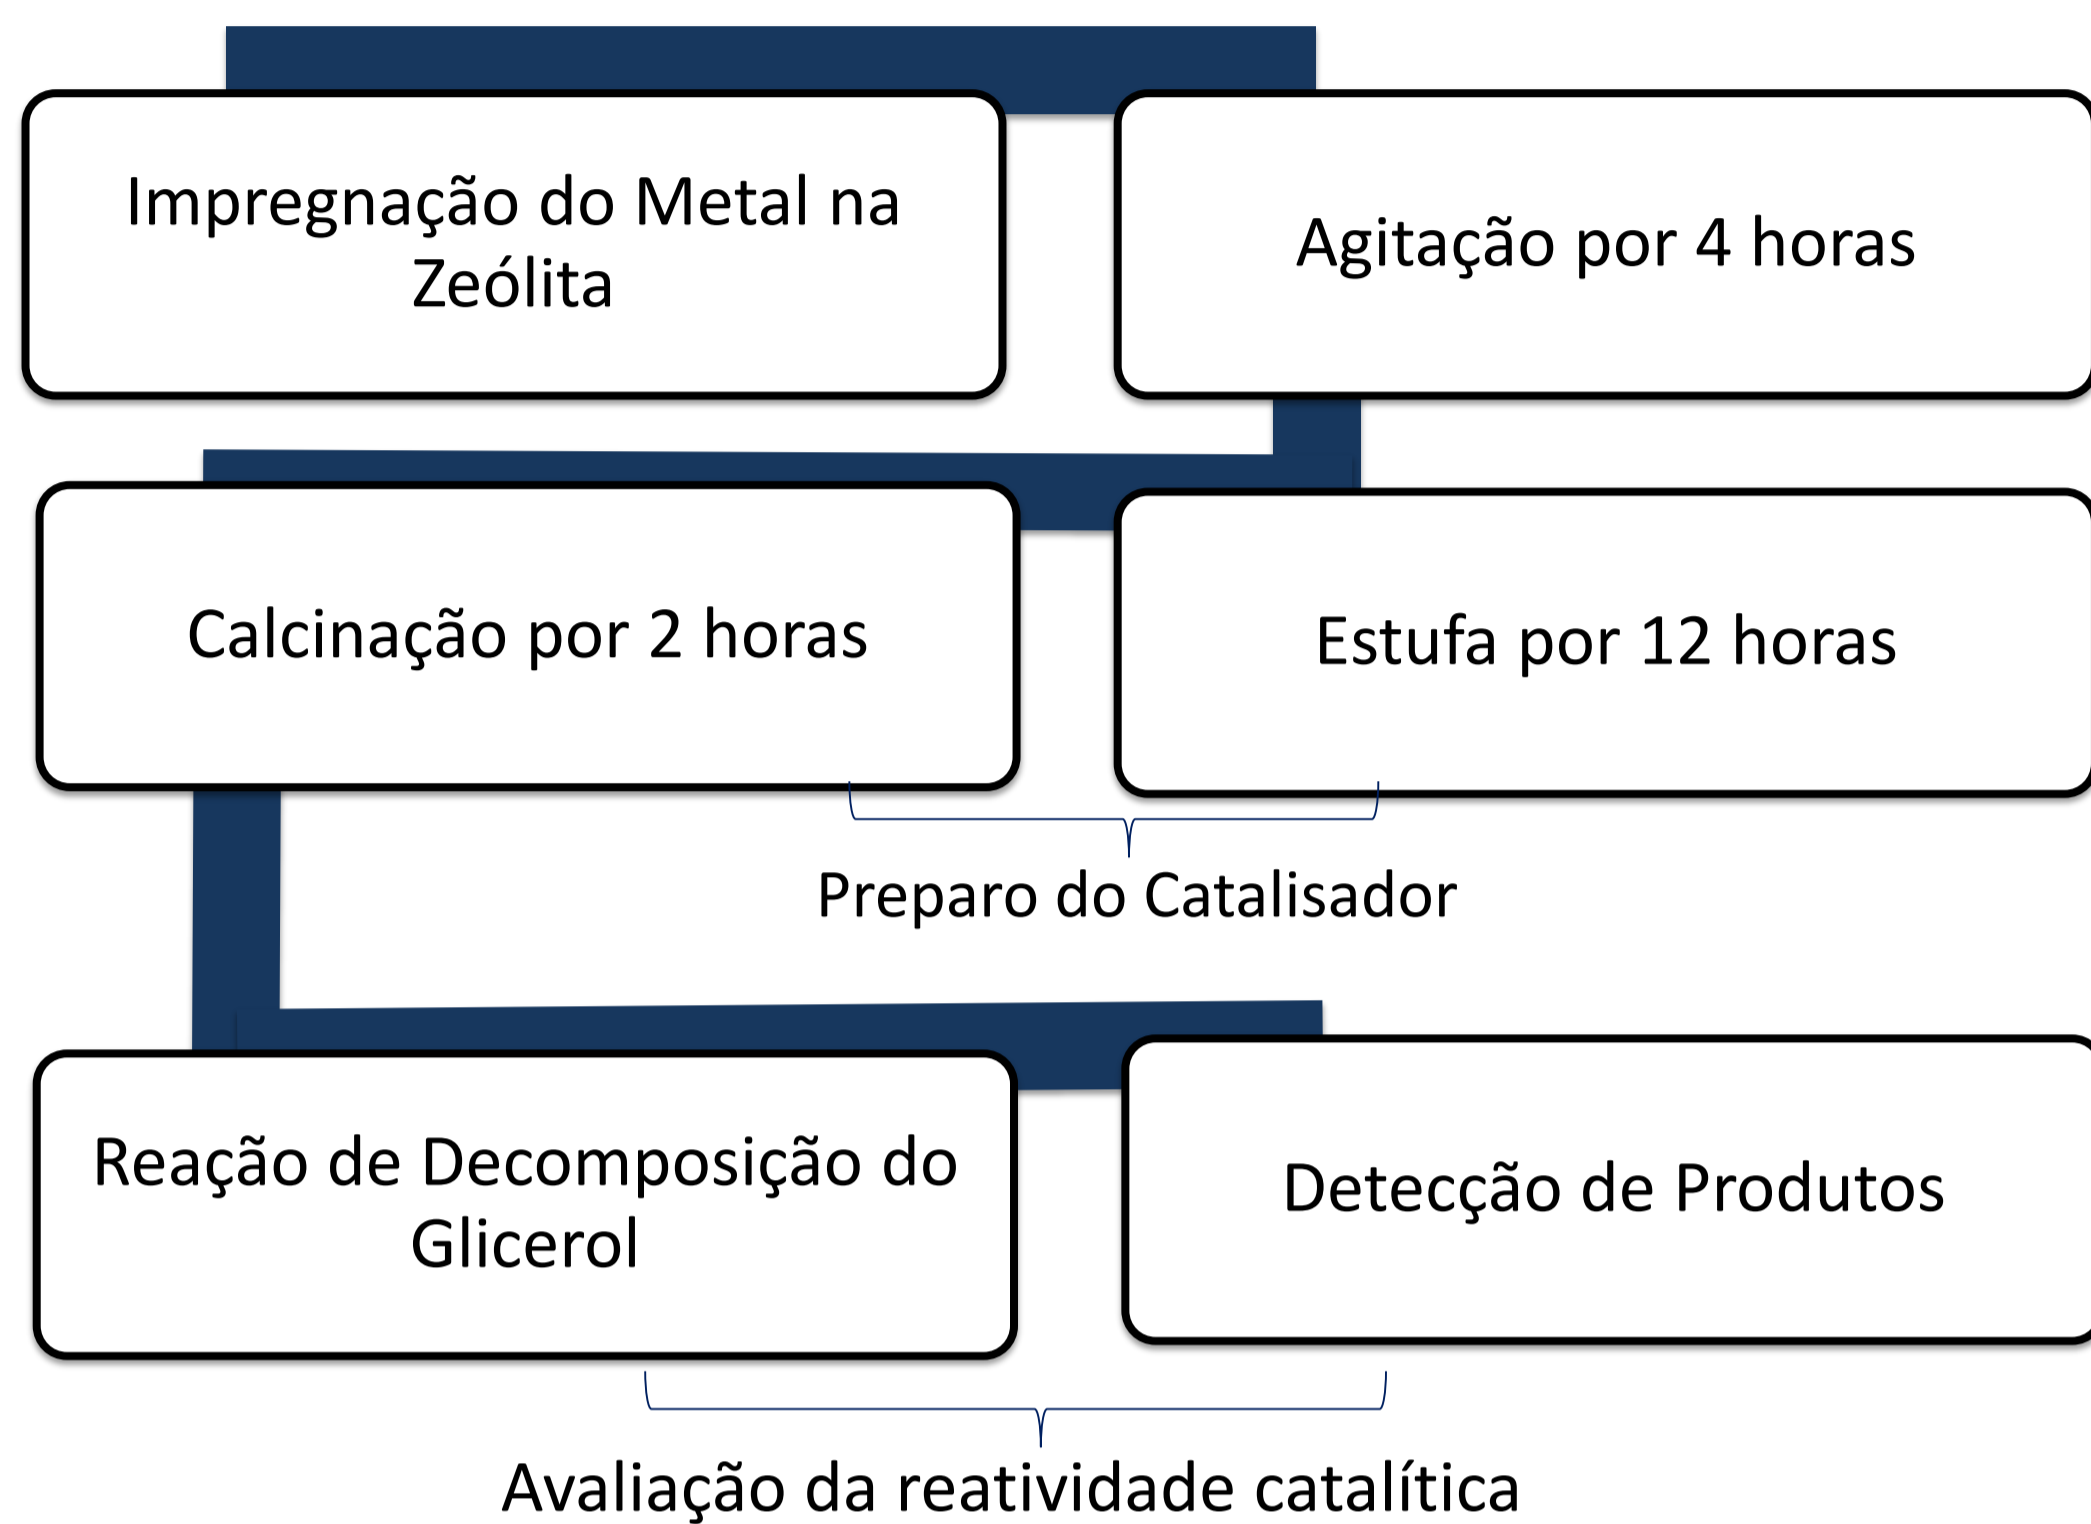 Impregnação do Metal na
Zeólita
Agitação por 4 horas
Calcinação por 2 horas
Estufa por 12 horas
Preparo do Catalisador
Reação de Decomposição do
Glicerol
Detecção de Produtos
Avaliação da reatividade catalítica